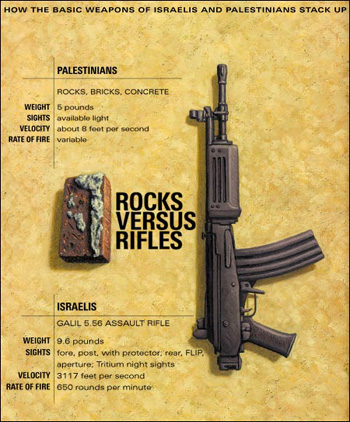 HOW THE BASIC WEAPONS OF ISRAELIS AND PALESTINIANS STACK UP
PALESTINIANS
ROCKS, BRICKS, CONCRETE
WEIGHT 5 pounds
SIGHTS available light
VELOCITY about 8 feet per second
RATE OF FIRE variable
ROCKS
VERSUS
RIFLES
ISRAELIS
GALIL 5.56 ASSAULT RIFLE
WEIGHT 9.6 pounds
SIGHTS fore, post, with protector; rear, FLIP,
aperture; Tritium night sights
VELOCITY 3117 feet per second
RATE OF FIRE 650 rounds per minute